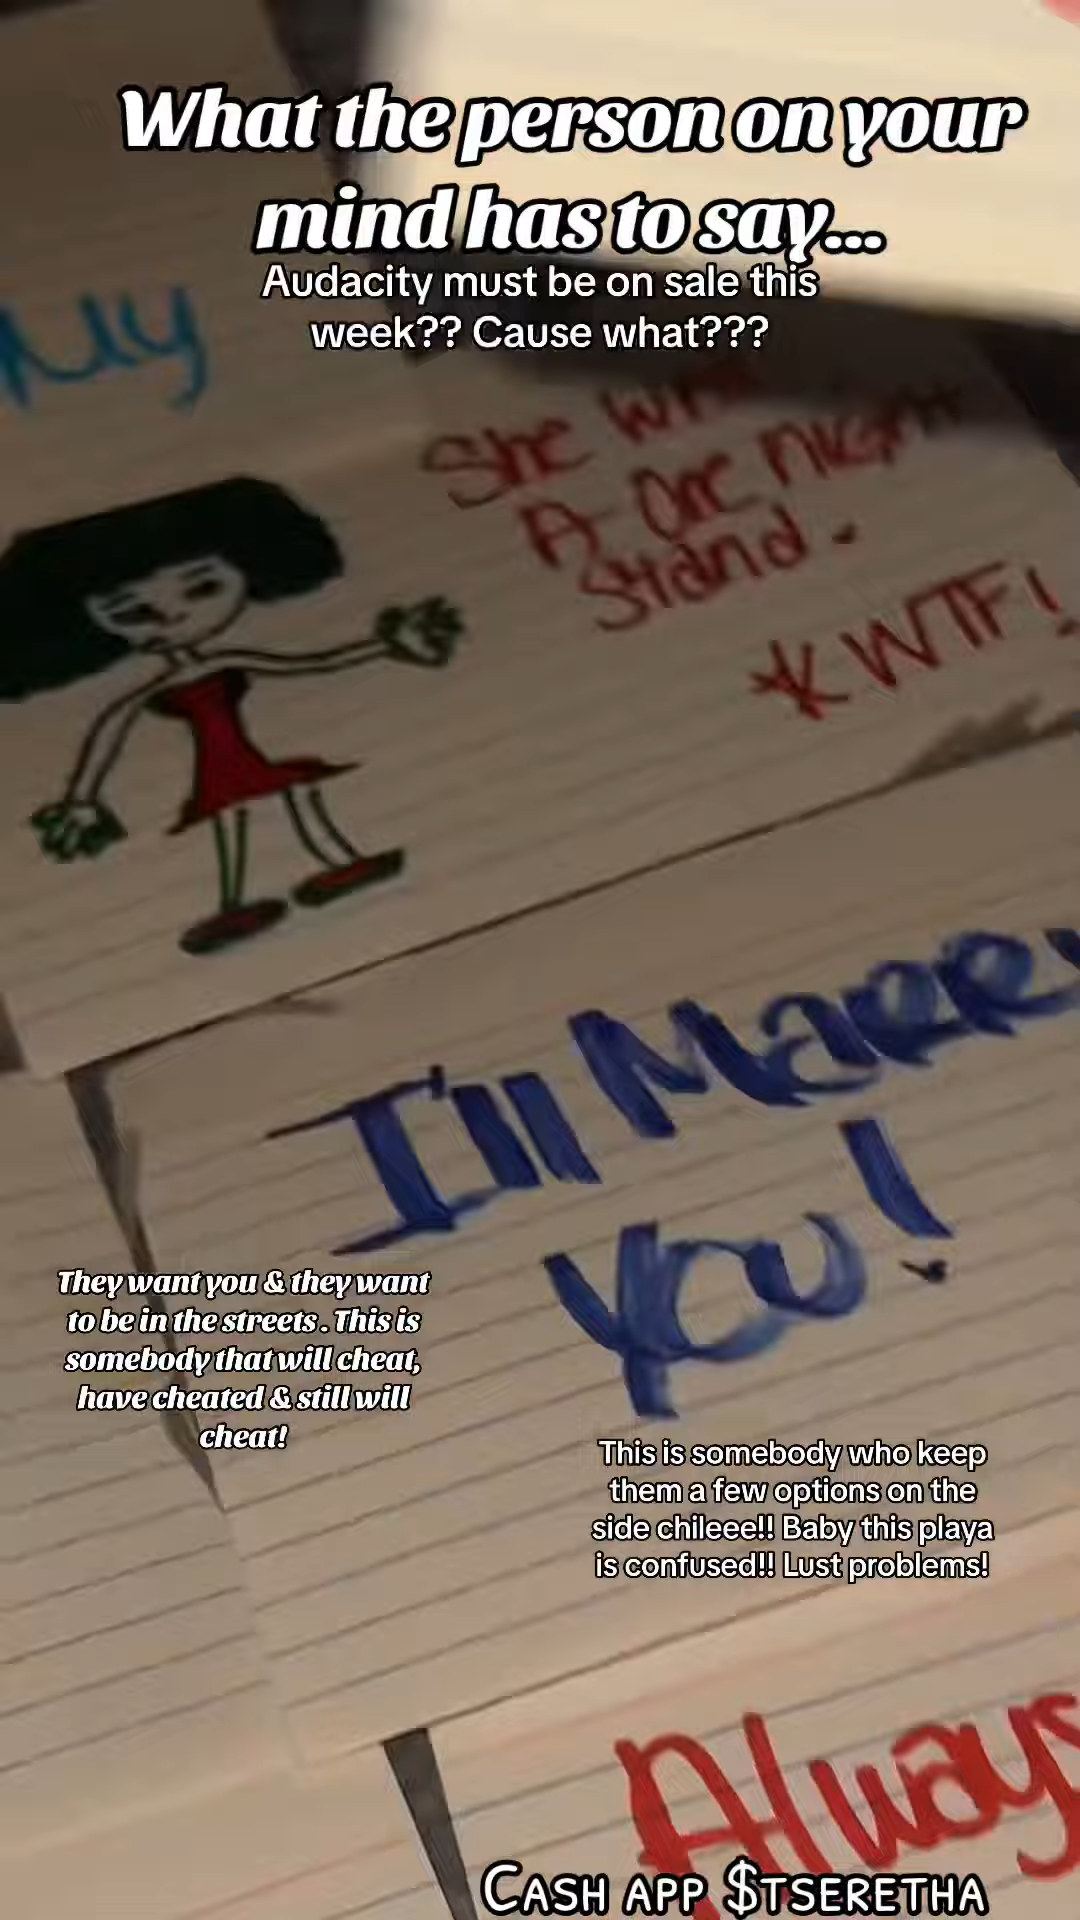 What the person on your
mind has to say...
Audacity must be on sale this
week?? Cause what???
She
A One Night
Stand.
*WTF!
I'll Marry
You!
They want you & they want
to be in the streets. This is
somebody that will cheat,
have cheated & still will
cheat!
This is somebody who keep
them a few options on the
side chileee!! Baby this playa
is confused!! Lust problems!
Always
Cash app $tseretha